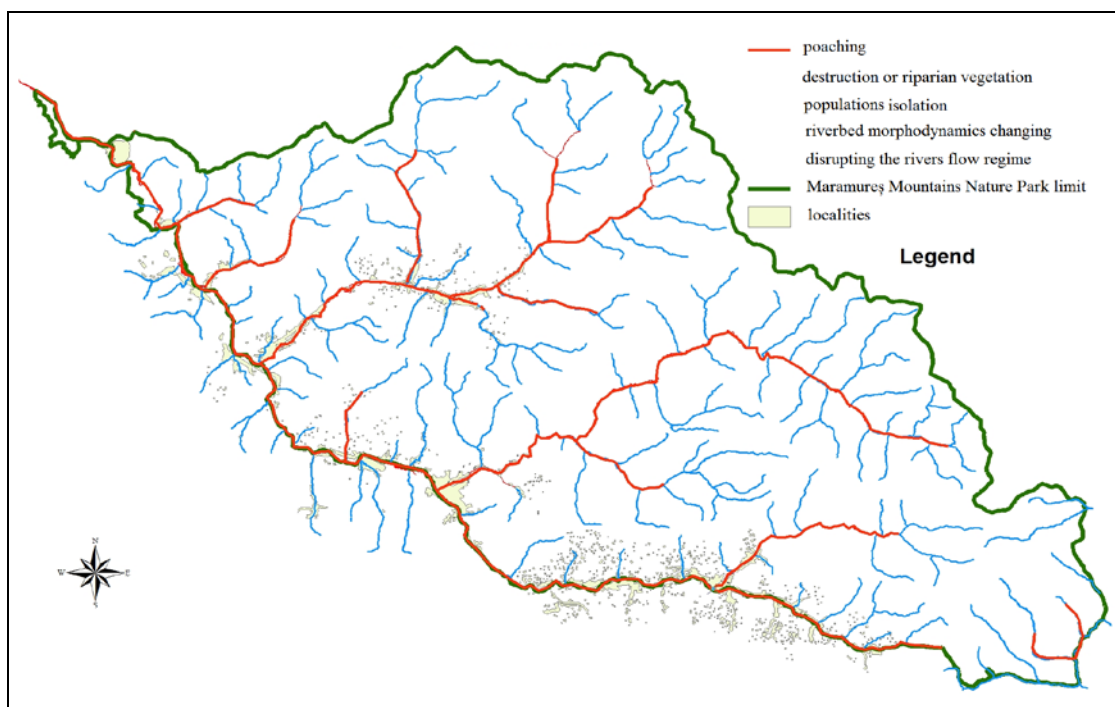 poaching
destruction or riparian vegetation
populations isolation
riverbed morphodynamics changing
disrupting the rivers flow regime
Maramureș Mountains Nature Park limit
localities
Legend
N
W E
S